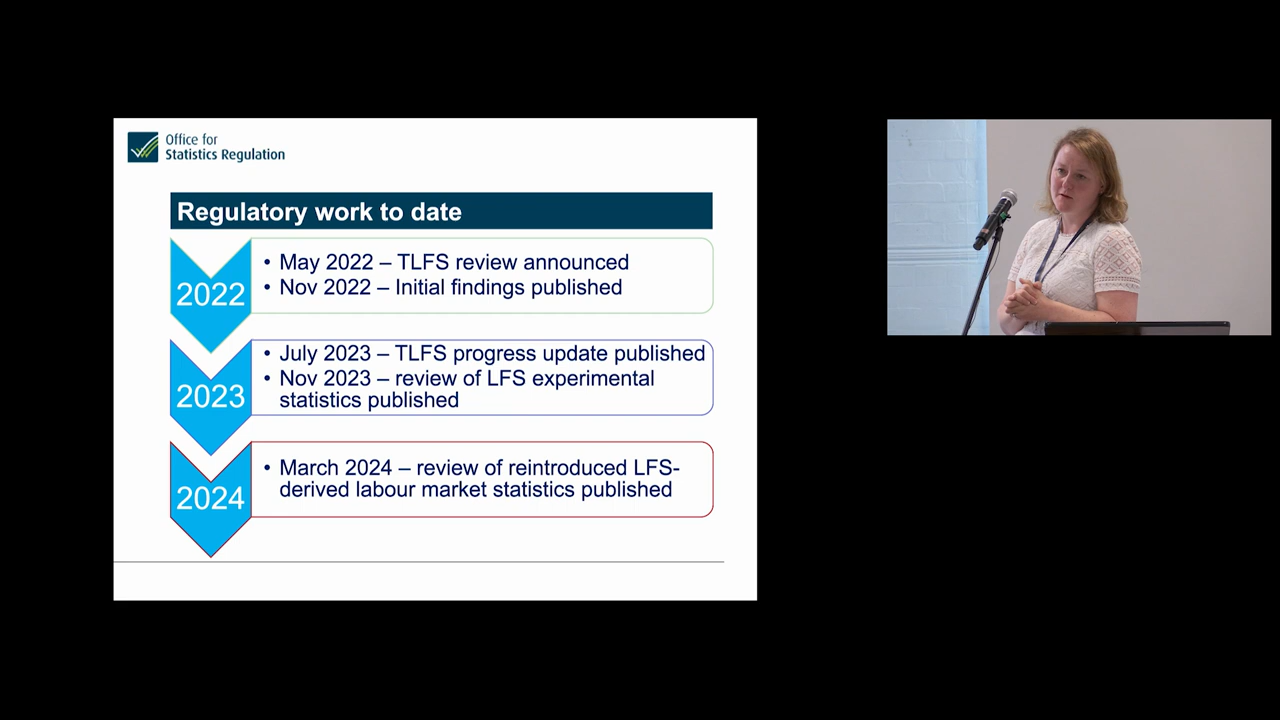 Office for
Statistics Regulation
Regulatory work to date
2022
• May 2022 – TLFS review announced
• Nov 2022 – Initial findings published
2023
• July 2023 – TLFS progress update published
• Nov 2023 – review of LFS experimental
statistics published
2024
• March 2024 – review of reintroduced LFS-
derived labour market statistics published